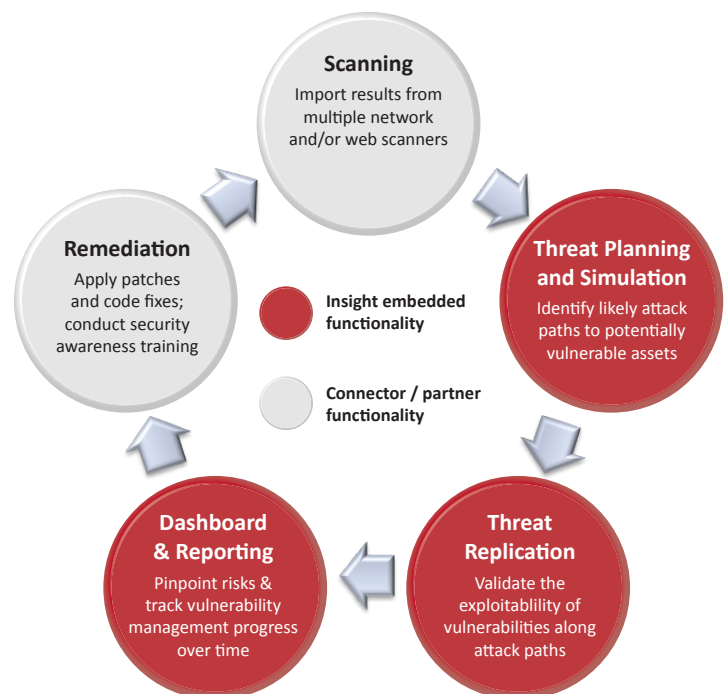 Scanning
Import results from
multiple network
and/or web scanners
Threat Planning
and Simulation
Identify likely attack
paths to potentially
vulnerable assets
Threat
Replication
Validate the
exploitablility of
vulnerabilities along
attack paths
Dashboard
& Reporting
Pinpoint risks &
track vulnerability
management progress
over time
Remediation
Apply patches
and code fixes;
conduct security
awareness training
Insight embedded
functionality
Connector / partner
functionality